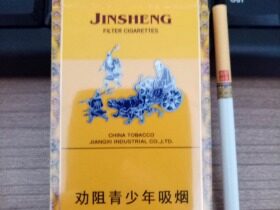 JINSHENG
FILTER CIGARETTES
CHINA TOBACCO
JIANGXI INDUSTRIAL CO.,LTD.
劝阻青少年吸烟